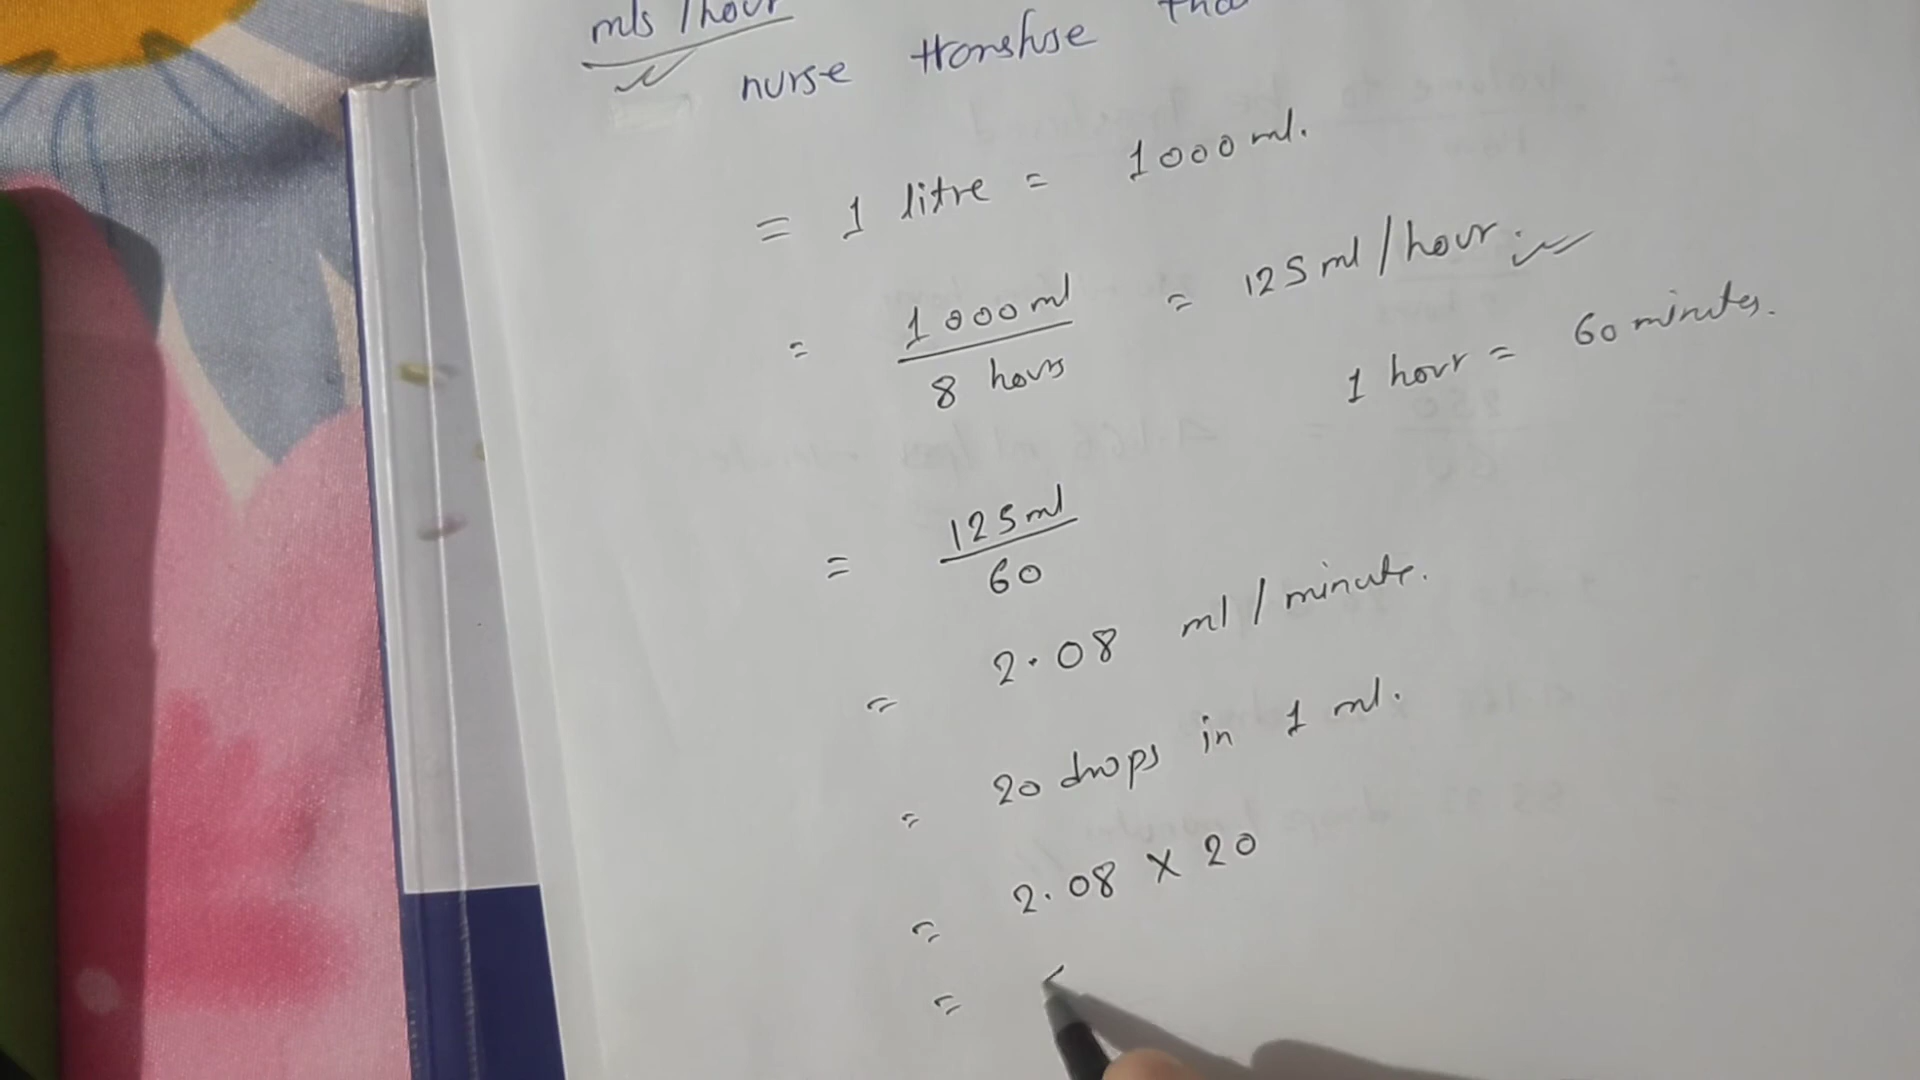 mls / hour
nurse
= 1 litre = 1000 ml.
= 1000 ml / 8 hours = 125 ml / hour.
1 hour = 60 minutes.
= 125 ml / 60
= 2.08 ml / minute.
= 20 drops in 1 ml.
= 2.08 X 20
=